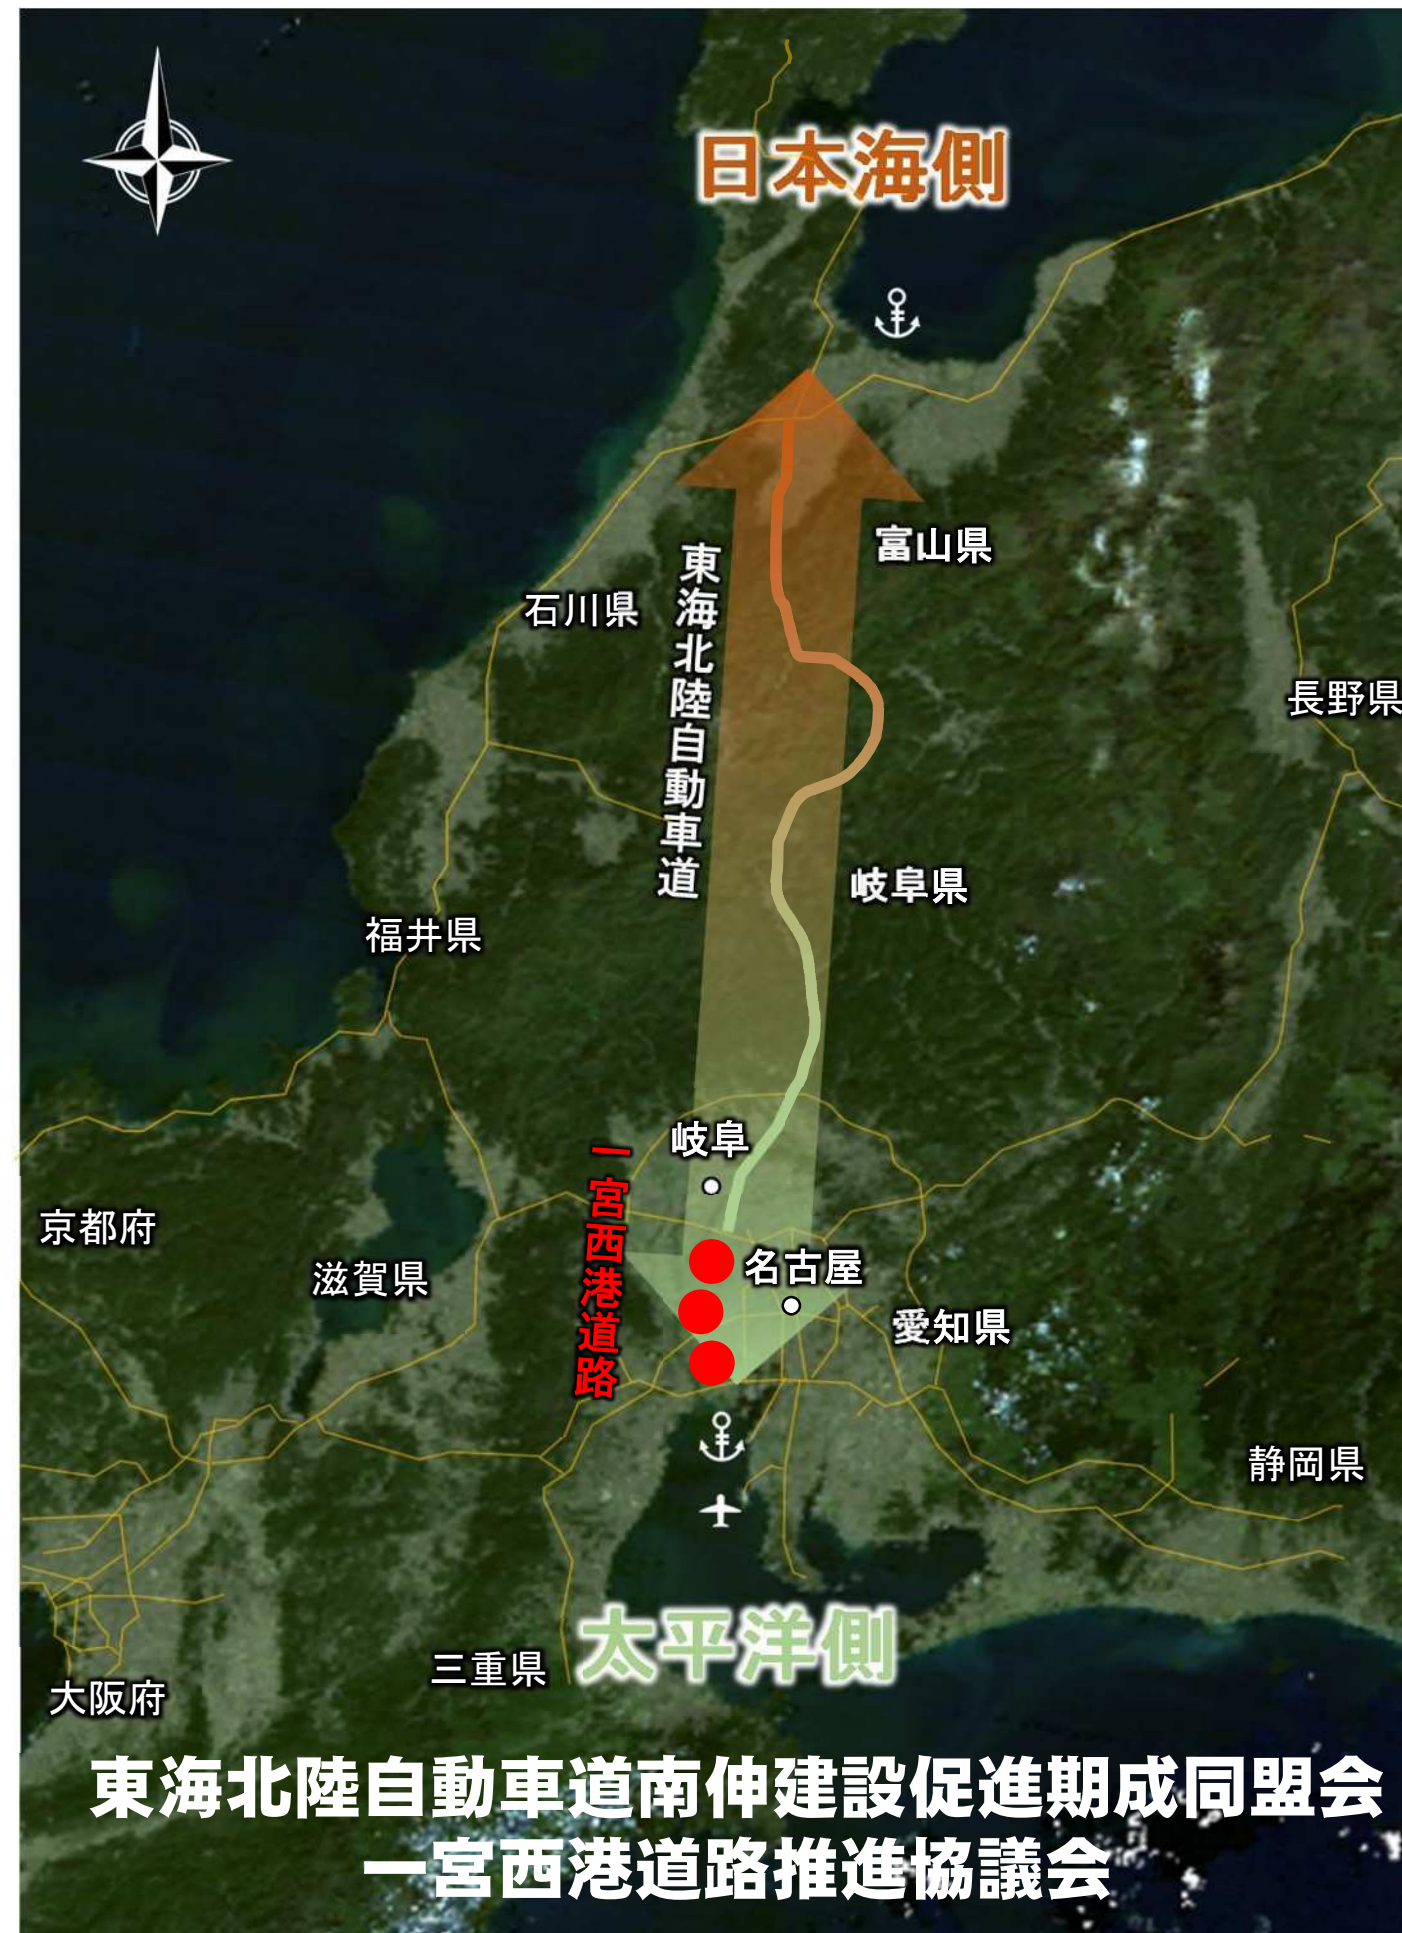 日本海側
富山県
東海北陸自動車道
石川県
長野県
岐阜県
福井県
岐阜
一宮西港道路
京都府
名古屋
滋賀県
愛知県
静岡県
太平洋側
三重県
大阪府
東海北陸自動車道南伸建設促進期成同盟会
一宮西港道路推進協議会